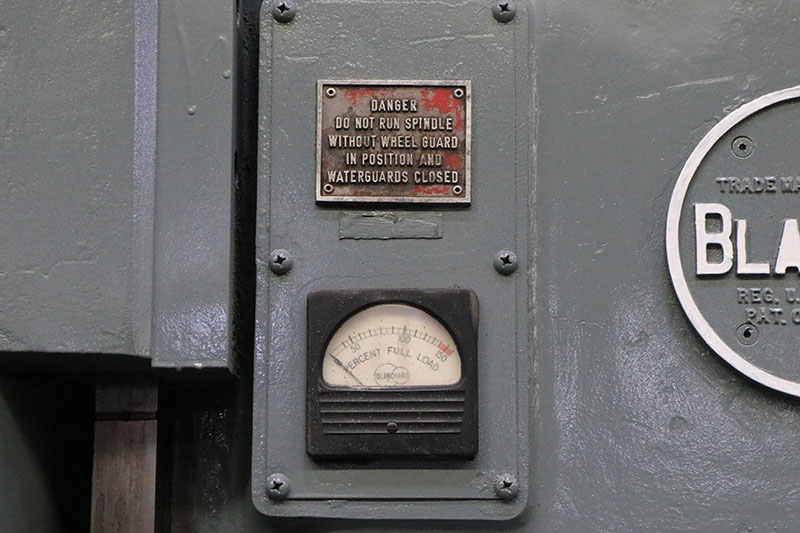 DANGER
DO NOT RUN SPINDLE
WITHOUT WHEEL GUARD
IN POSITION AND
WATERGUARDS CLOSED
50 100 150
PERCENT FULL LOAD
BLANCHARD
TRADE MA
BLA
REG. U.
PAT. O